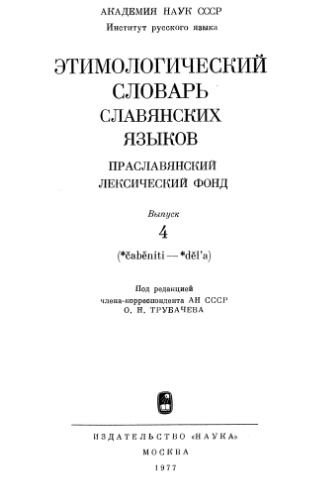 АКАДЕМИЯ НАУК СССР
Институт русского языка
ЭТИМОЛОГИЧЕСКИЙ
СЛОВАРЬ
СЛАВЯНСКИХ
ЯЗЫКОВ
ПРАСЛАВЯНСКИЙ
ЛЕКСИЧЕСКИЙ ФОНД
Выпуск
4
(*čaběniti — *děl'a)
Под редакцией
члена-корреспондента АН СССР
О. Н. ТРУБАЧЕВА
ИЗДАТЕЛЬСТВО «НАУКА»
МОСКВА
1977